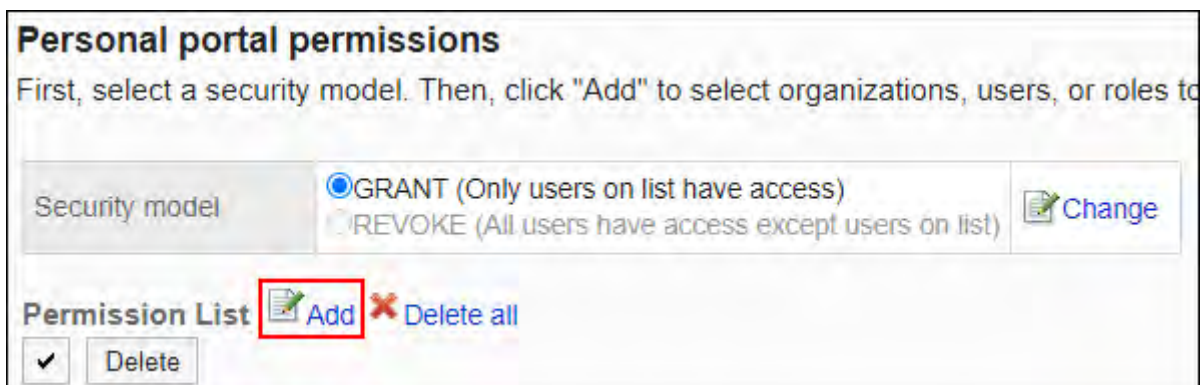 Personal portal permissions
First, select a security model. Then, click "Add" to select organizations, users, or roles to
Security model
GRANT (Only users on list have access)
REVOKE (All users have access except users on list)
Change
Permission List Add Delete all
Delete